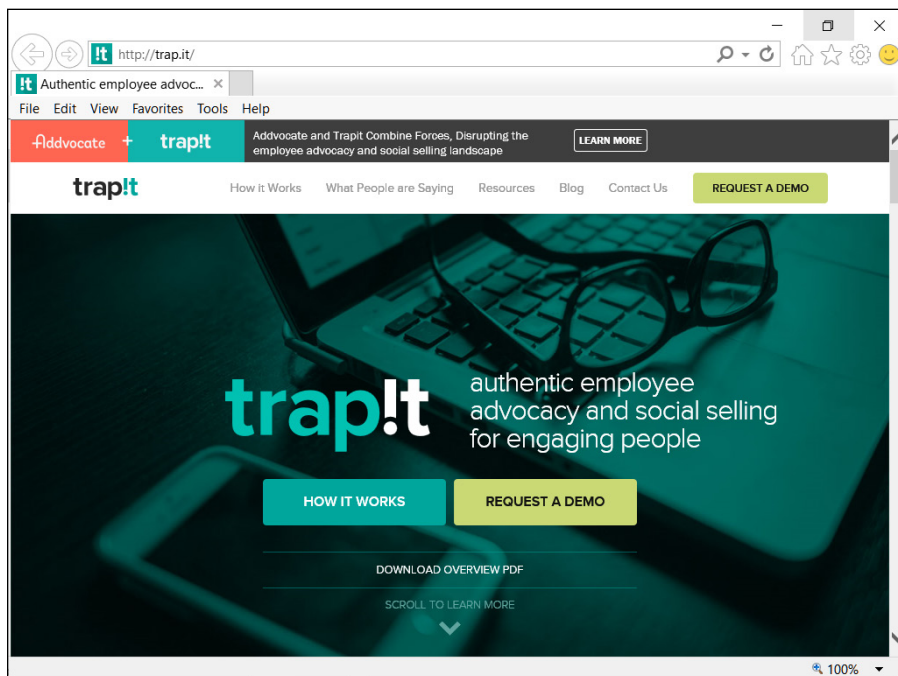 http://trap.it/
!t Authentic employee advoc...
File Edit View Favorites Tools Help
Addvocate + trap!t Addvocate and Trapit Combine Forces, Disrupting the
employee advocacy and social selling landscape
LEARN MORE
trap!t How it Works What People are Saying Resources Blog Contact Us REQUEST A DEMO
trap!t
authentic employee
advocacy and social selling
for engaging people
HOW IT WORKS REQUEST A DEMO
DOWNLOAD OVERVIEW PDF
SCROLL TO LEARN MORE
100%